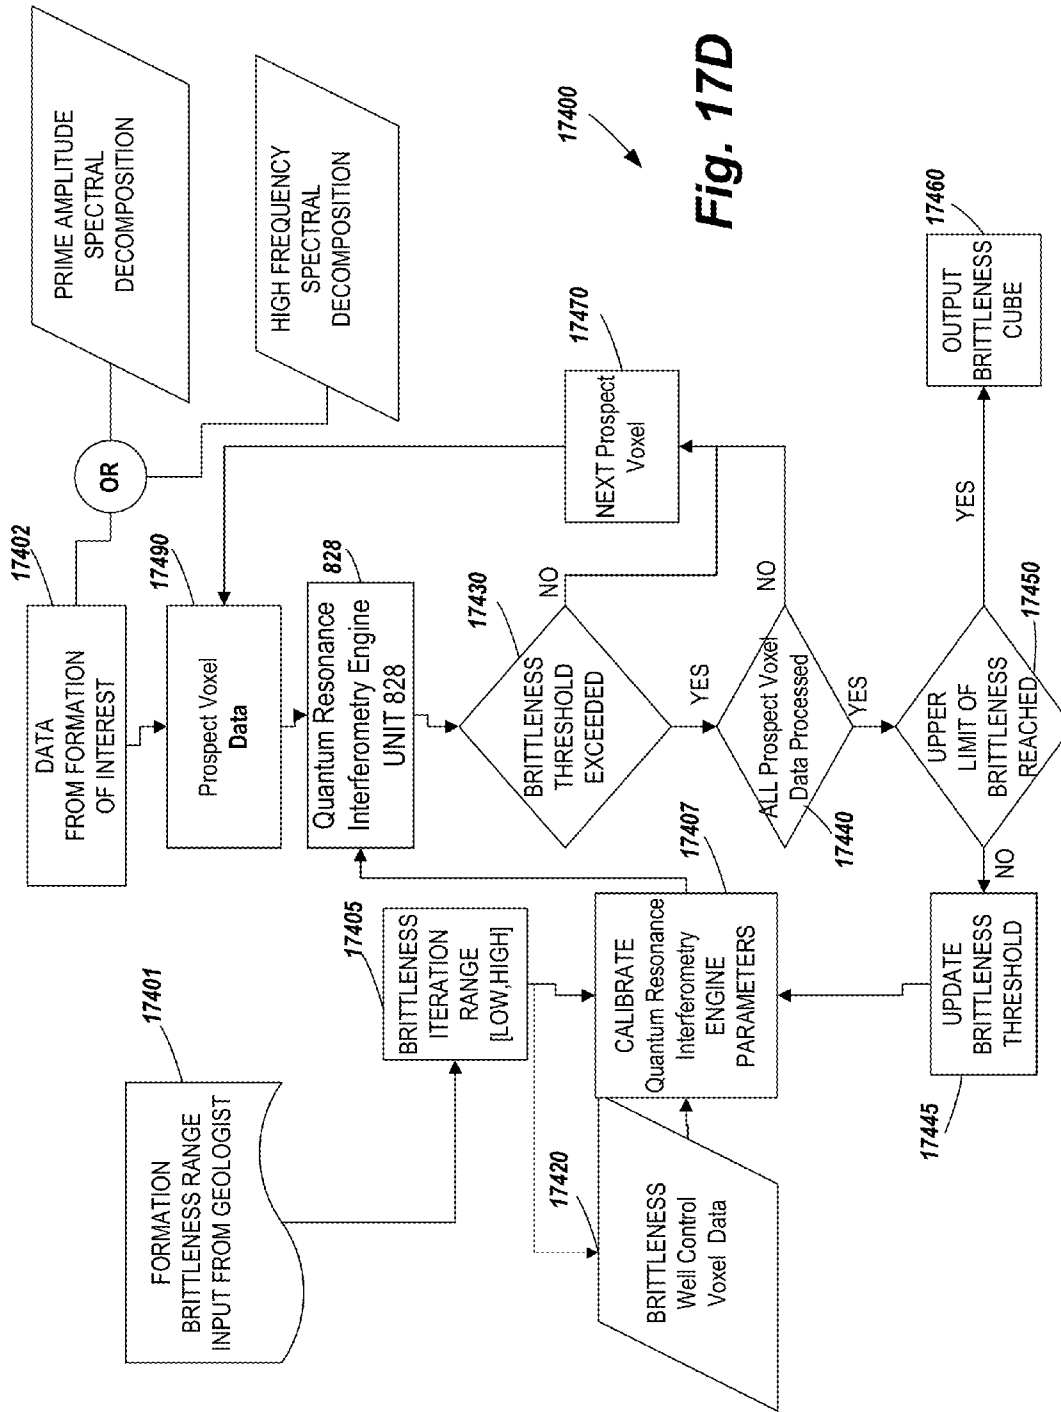 17401
FORMATION
BRITTLENESS RANGE
INPUT FROM GEOLOGIST
17405
BRITTLENESS
ITERATION
RANGE
[LOW,HIGH]
17420
BRITTLENESS
Well Control
Voxel Data
17407
CALIBRATE
Quantum Resonance
Interferometry
ENGINE
PARAMETERS
17445
UPDATE
BRITTLENESS
THRESHOLD
17402
DATA
FROM FORMATION
OF INTEREST
17490
Prospect Voxel
Data
828
Quantum Resonance
Interferometry Engine
UNIT 828
17430
BRITTLENESS
THRESHOLD
EXCEEDED
NO
YES
ALL Prospect Voxel
Data Processed
17440
NO
YES
UPPER
LIMIT OF
BRITTLENESS
REACHED
17450
NO
YES
OR
PRIME AMPLITUDE
SPECTRAL
DECOMPOSITION
HIGH FREQUENCY
SPECTRAL
DECOMPOSITION
17470
NEXT Prospect
Voxel
17460
OUTPUT
BRITTLENESS
CUBE
17400
Fig. 17D